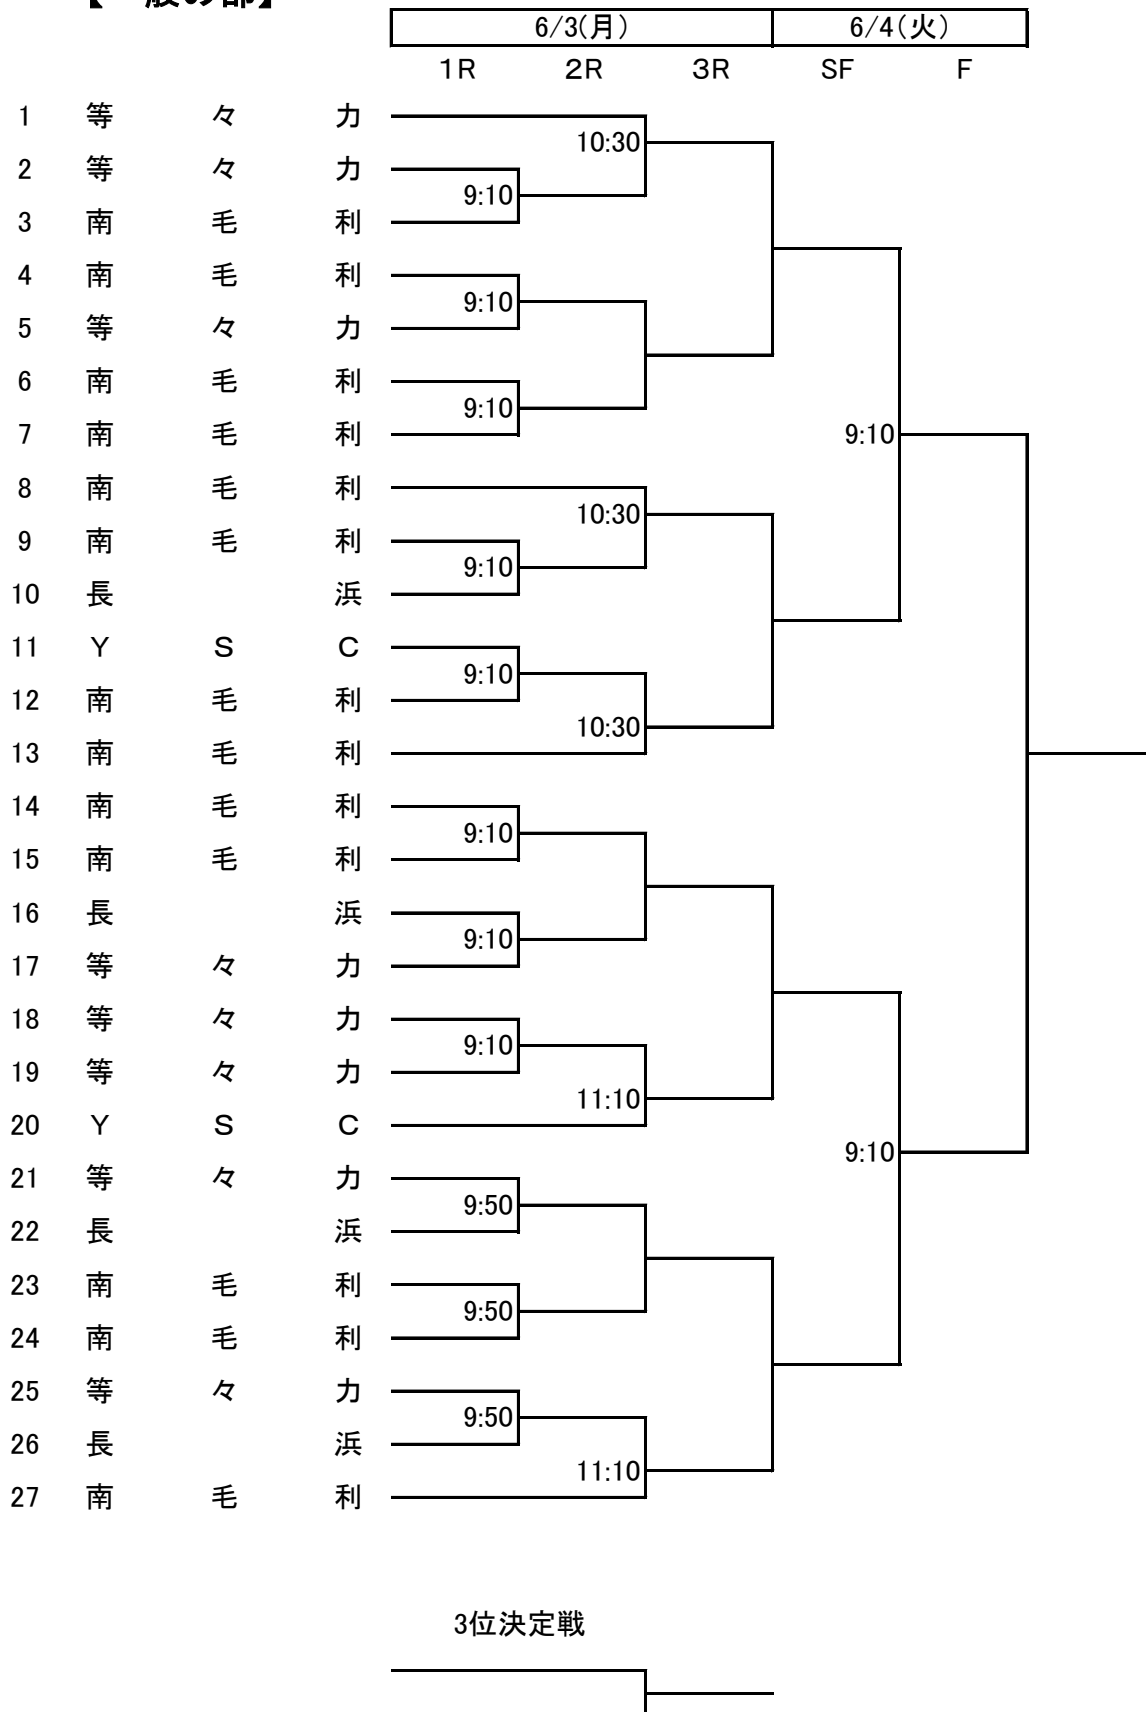 【 般の部】
6/3(月) 6/4(火)
1R 2R 3R SF F
1 等 々 力
10:30
2 等 々 力
9:10
3 南 毛 利
4 南 毛 利
9:10
5 等 々 力
6 南 毛 利
9:10
7 南 毛 利 9:10
8 南 毛 利
10:30
9 南 毛 利
9:10
10 長 浜
11 Y S C
9:10
12 南 毛 利
10:30
13 南 毛 利
14 南 毛 利
9:10
15 南 毛 利
16 長 浜
9:10
17 等 々 力
18 等 々 力
9:10
19 等 々 力
11:10
20 Y S C
9:10
21 等 々 力
9:50
22 長 浜
23 南 毛 利
9:50
24 南 毛 利
25 等 々 力
9:50
26 長 浜
11:10
27 南 毛 利
3位決定戦